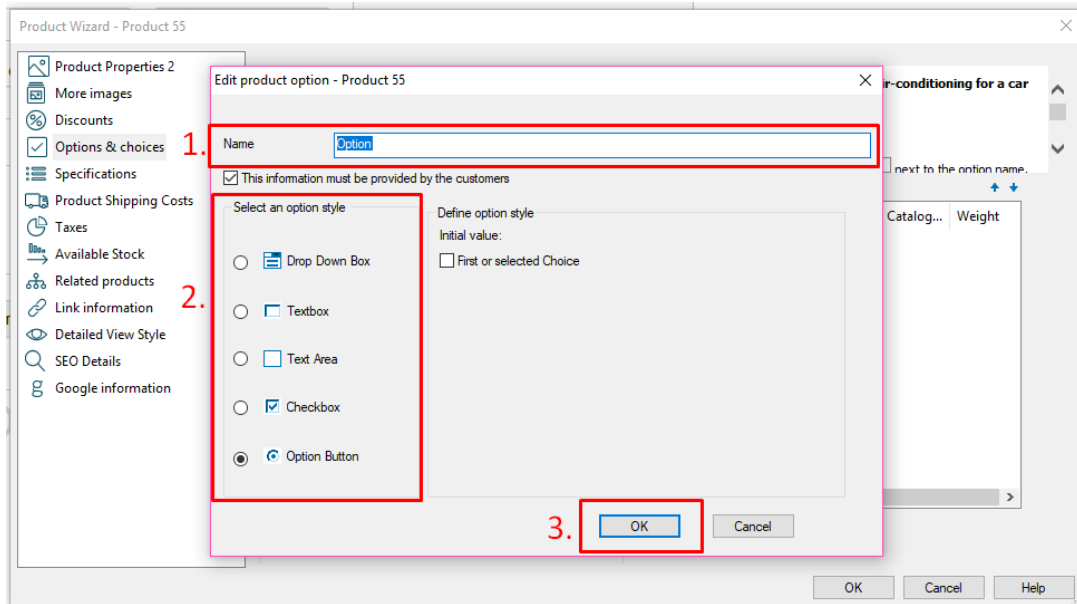 Product Wizard - Product 55
Product Properties 2
More images
Discounts
Options & choices
Specifications
Product Shipping Costs
Taxes
Available Stock
Related products
Link information
Detailed View Style
SEO Details
Google information
Edit product option - Product 55
1.
Name
Option
This information must be provided by the customers
2.
Select an option style
Drop Down Box
Textbox
Text Area
Checkbox
Option Button
Define option style
Initial value:
First or selected Choice
3.
OK
Cancel
ir-conditioning for a car
next to the option name.
Catalog...
Weight
OK
Cancel
Help